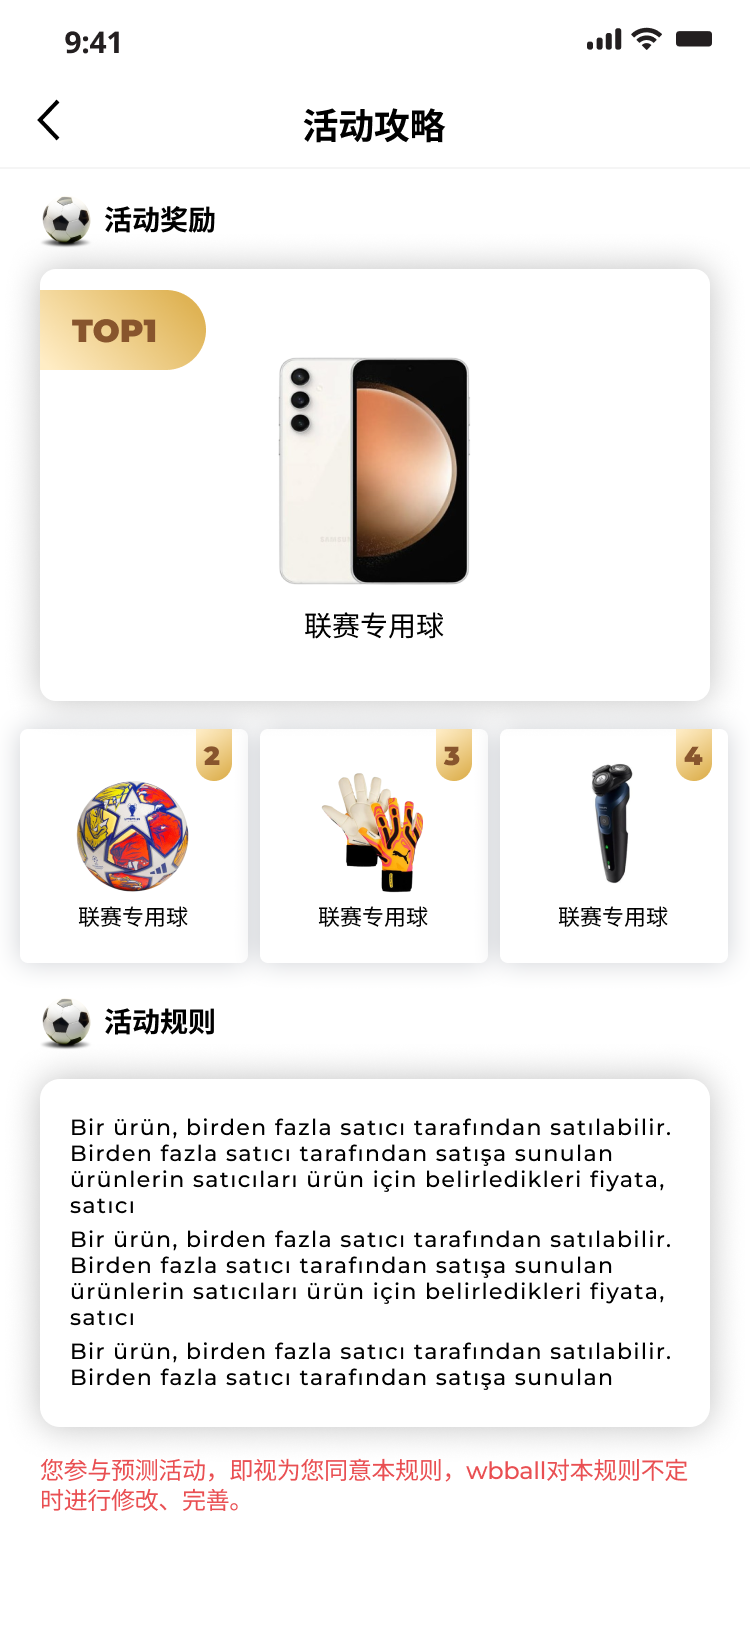 9:41
活动攻略
活动奖励
TOP1
SAMSUNG
联赛专用球
2
3
4
联赛专用球
联赛专用球
联赛专用球
活动规则
Bir ürün, birden fazla satıcı tarafından satılabilir.
Birden fazla satıcı tarafından satışa sunulan
ürünlerin satıcıları ürün için belirledikleri fiyata,
satıcı
Bir ürün, birden fazla satıcı tarafından satılabilir.
Birden fazla satıcı tarafından satışa sunulan
ürünlerin satıcıları ürün için belirledikleri fiyata,
satıcı
Bir ürün, birden fazla satıcı tarafından satılabilir.
Birden fazla satıcı tarafından satışa sunulan
您参与预测活动，即视为您同意本规则，wbball对本规则不定
时进行修改、完善。